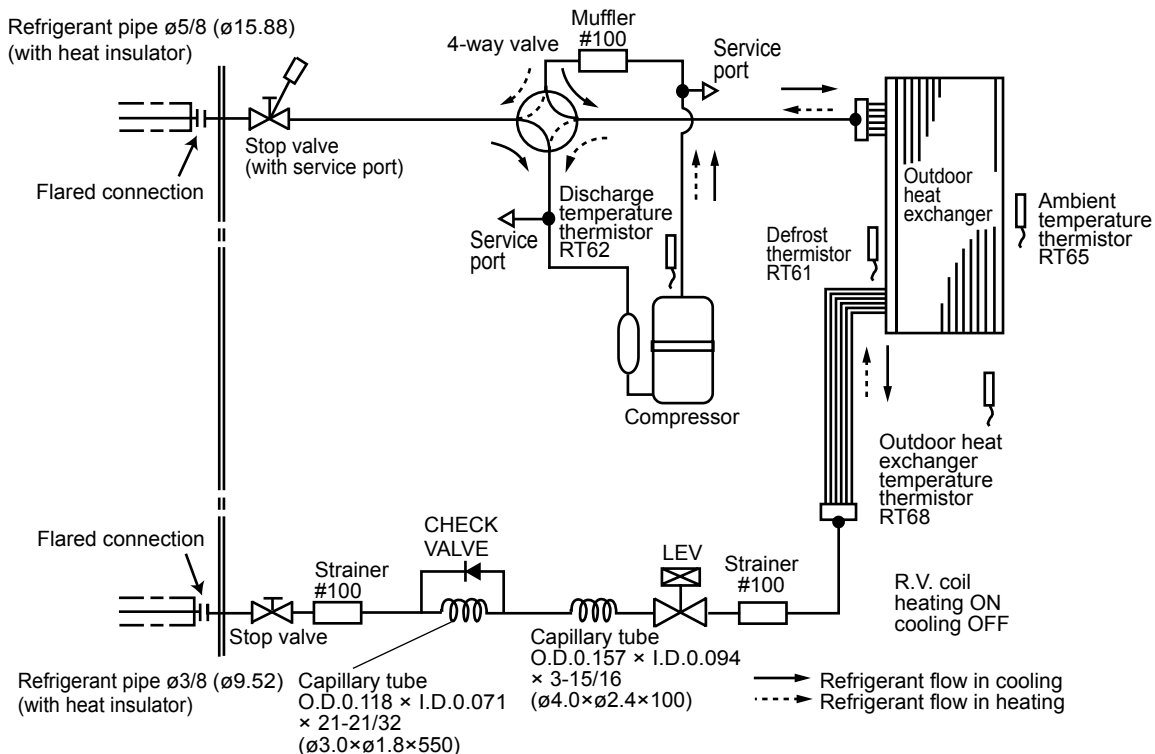 Refrigerant pipe ø5/8 (ø15.88)
(with heat insulator)
Flared connection
Stop valve
(with service port)
4-way valve
Muffler
#100
Service
port
Service
port
Discharge
temperature
thermistor
RT62
Compressor
Outdoor
heat
exchanger
Ambient
temperature
thermistor
RT65
Defrost
thermistor
RT61
Outdoor heat
exchanger
temperature
thermistor
RT68
Flared connection
Stop valve
Refrigerant pipe ø3/8 (ø9.52)
(with heat insulator)
Strainer
#100
CHECK
VALVE
Capillary tube
O.D.0.118 × I.D.0.071
× 21-21/32
(ø3.0×ø1.8×550)
Capillary tube
O.D.0.157 × I.D.0.094
× 3-15/16
(ø4.0×ø2.4×100)
LEV
Strainer
#100
R.V. coil
heating ON
cooling OFF
Refrigerant flow in cooling
Refrigerant flow in heating